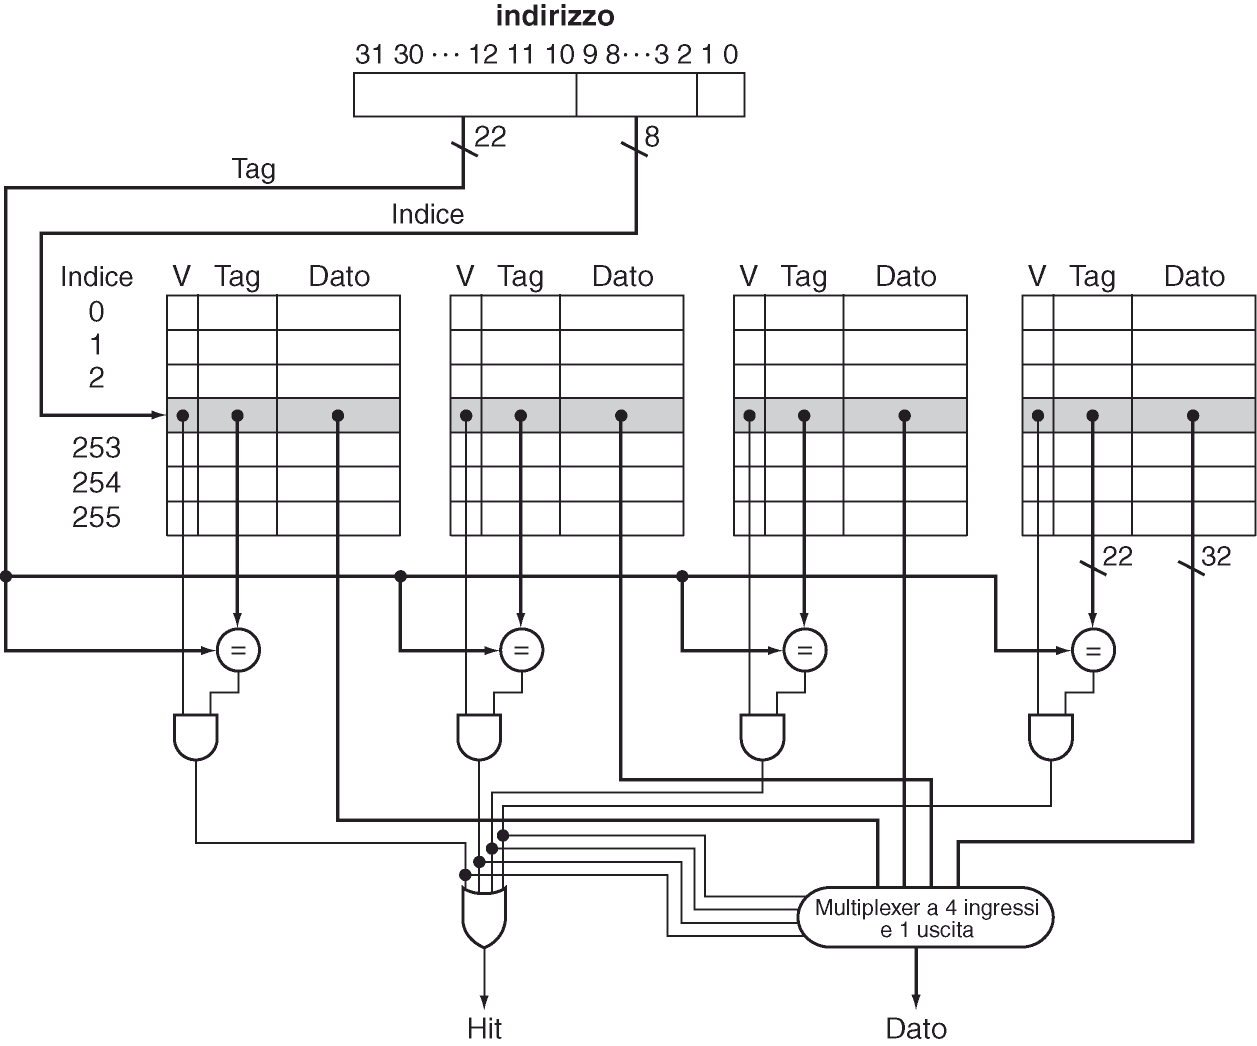 indirizzo
31 30 ··· 12 11 10 9 8···3 2 1 0
22
8
Tag
Indice
Indice V Tag Dato V Tag Dato V Tag Dato V Tag Dato
0
1
2
253
254
255
22
32
= = = =
Multiplexer a 4 ingressi
e 1 uscita
Hit
Dato